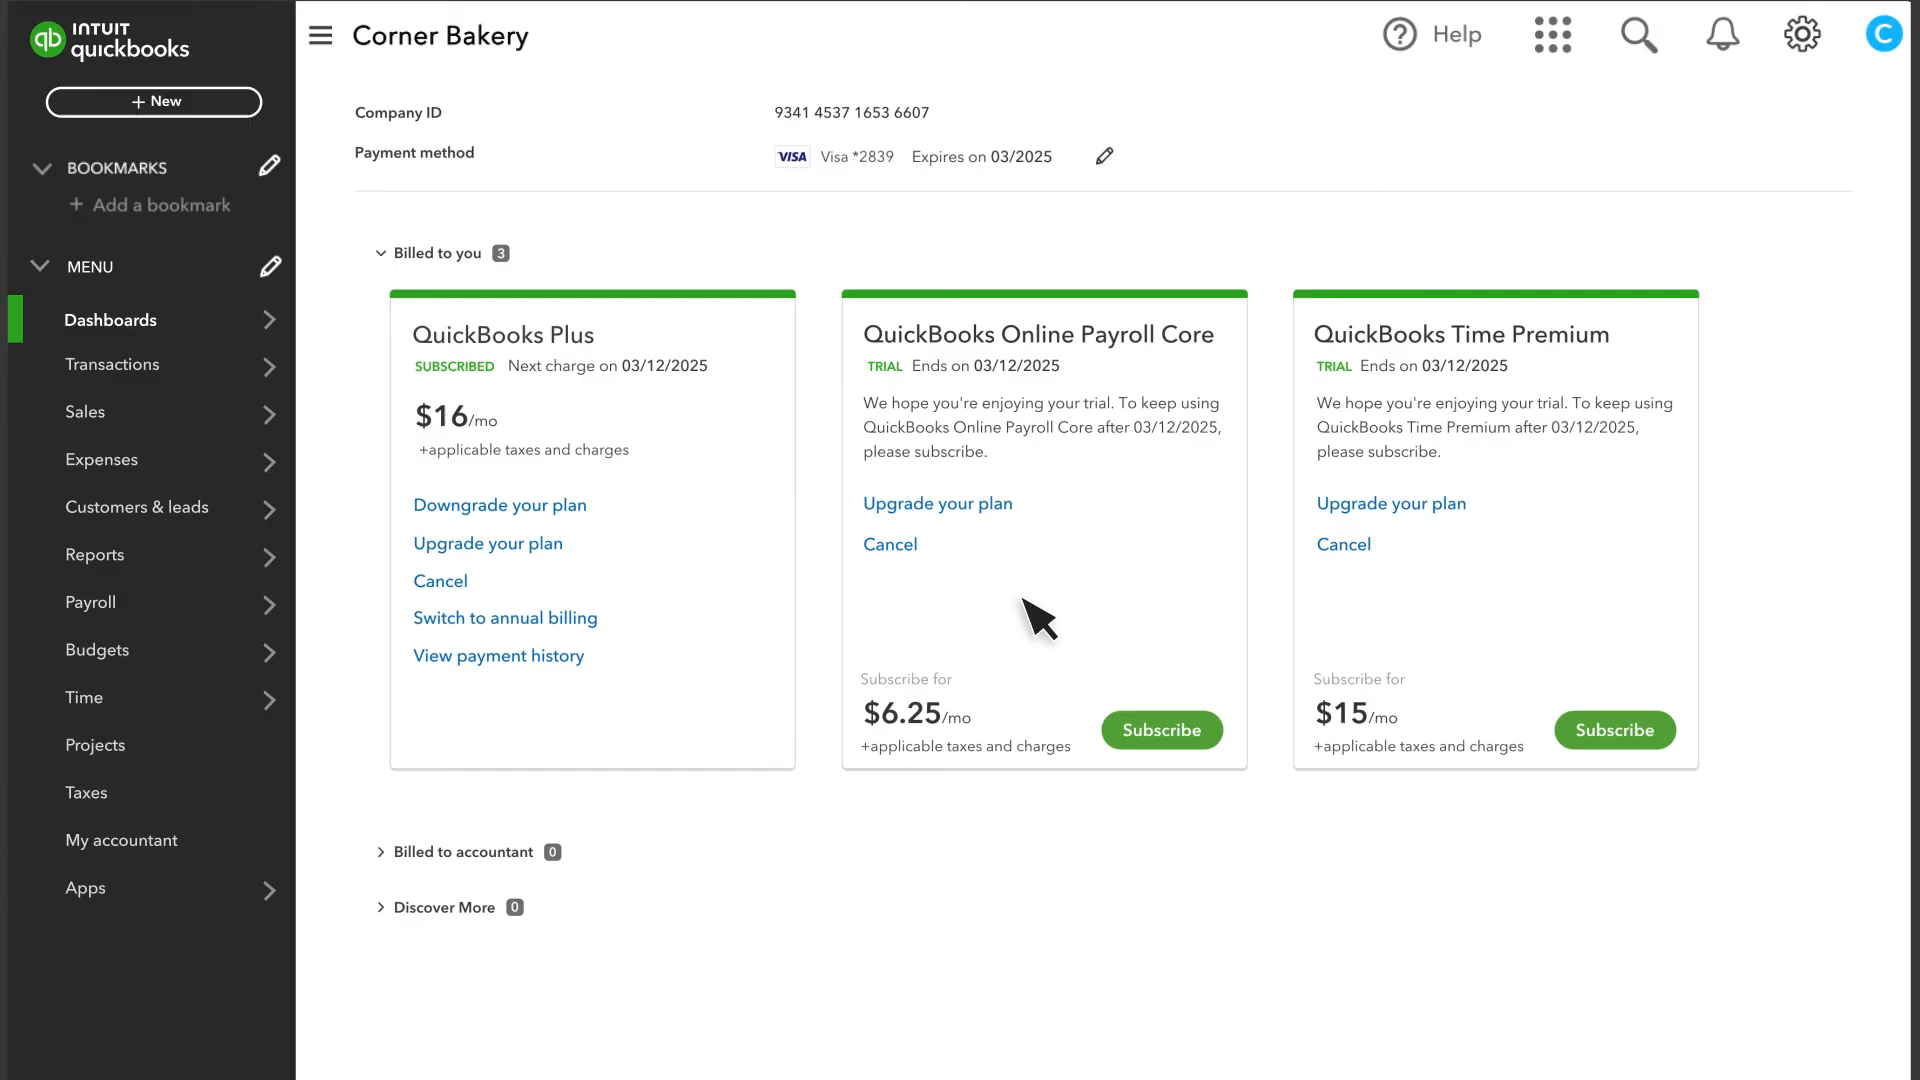 INTUIT
quickbooks
+ New
BOOKMARKS
+ Add a bookmark
MENU
Dashboards
Transactions
Sales
Expenses
Customers & leads
Reports
Payroll
Budgets
Time
Projects
Taxes
My accountant
Apps
Corner Bakery
Help
C
Company ID 9341 4537 1653 6607
Payment method VISA Visa *2839 Expires on 03/2025
Billed to you 3
QuickBooks Plus
SUBSCRIBED Next charge on 03/12/2025
$16/mo
+applicable taxes and charges
Downgrade your plan
Upgrade your plan
Cancel
Switch to annual billing
View payment history
QuickBooks Online Payroll Core
TRIAL Ends on 03/12/2025
We hope you're enjoying your trial. To keep using
QuickBooks Online Payroll Core after 03/12/2025,
please subscribe.
Upgrade your plan
Cancel
Subscribe for
$6.25/mo
+applicable taxes and charges
Subscribe
QuickBooks Time Premium
TRIAL Ends on 03/12/2025
We hope you're enjoying your trial. To keep using
QuickBooks Time Premium after 03/12/2025,
please subscribe.
Upgrade your plan
Cancel
Subscribe for
$15/mo
+applicable taxes and charges
Subscribe
Billed to accountant 0
Discover More 0